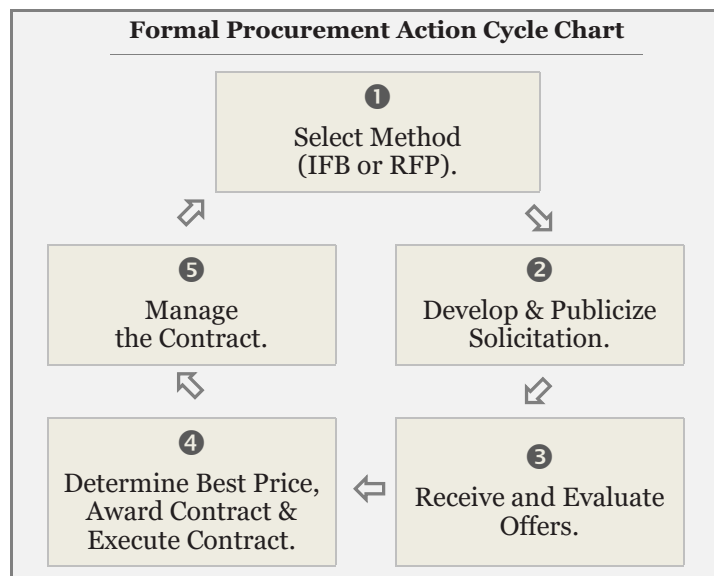 Formal Procurement Action Cycle Chart
❶
Select Method
(IFB or RFP).
❺
Manage
the Contract.
❷
Develop & Publicize
Solicitation.
❹
Determine Best Price,
Award Contract &
Execute Contract.
❸
Receive and Evaluate
Offers.